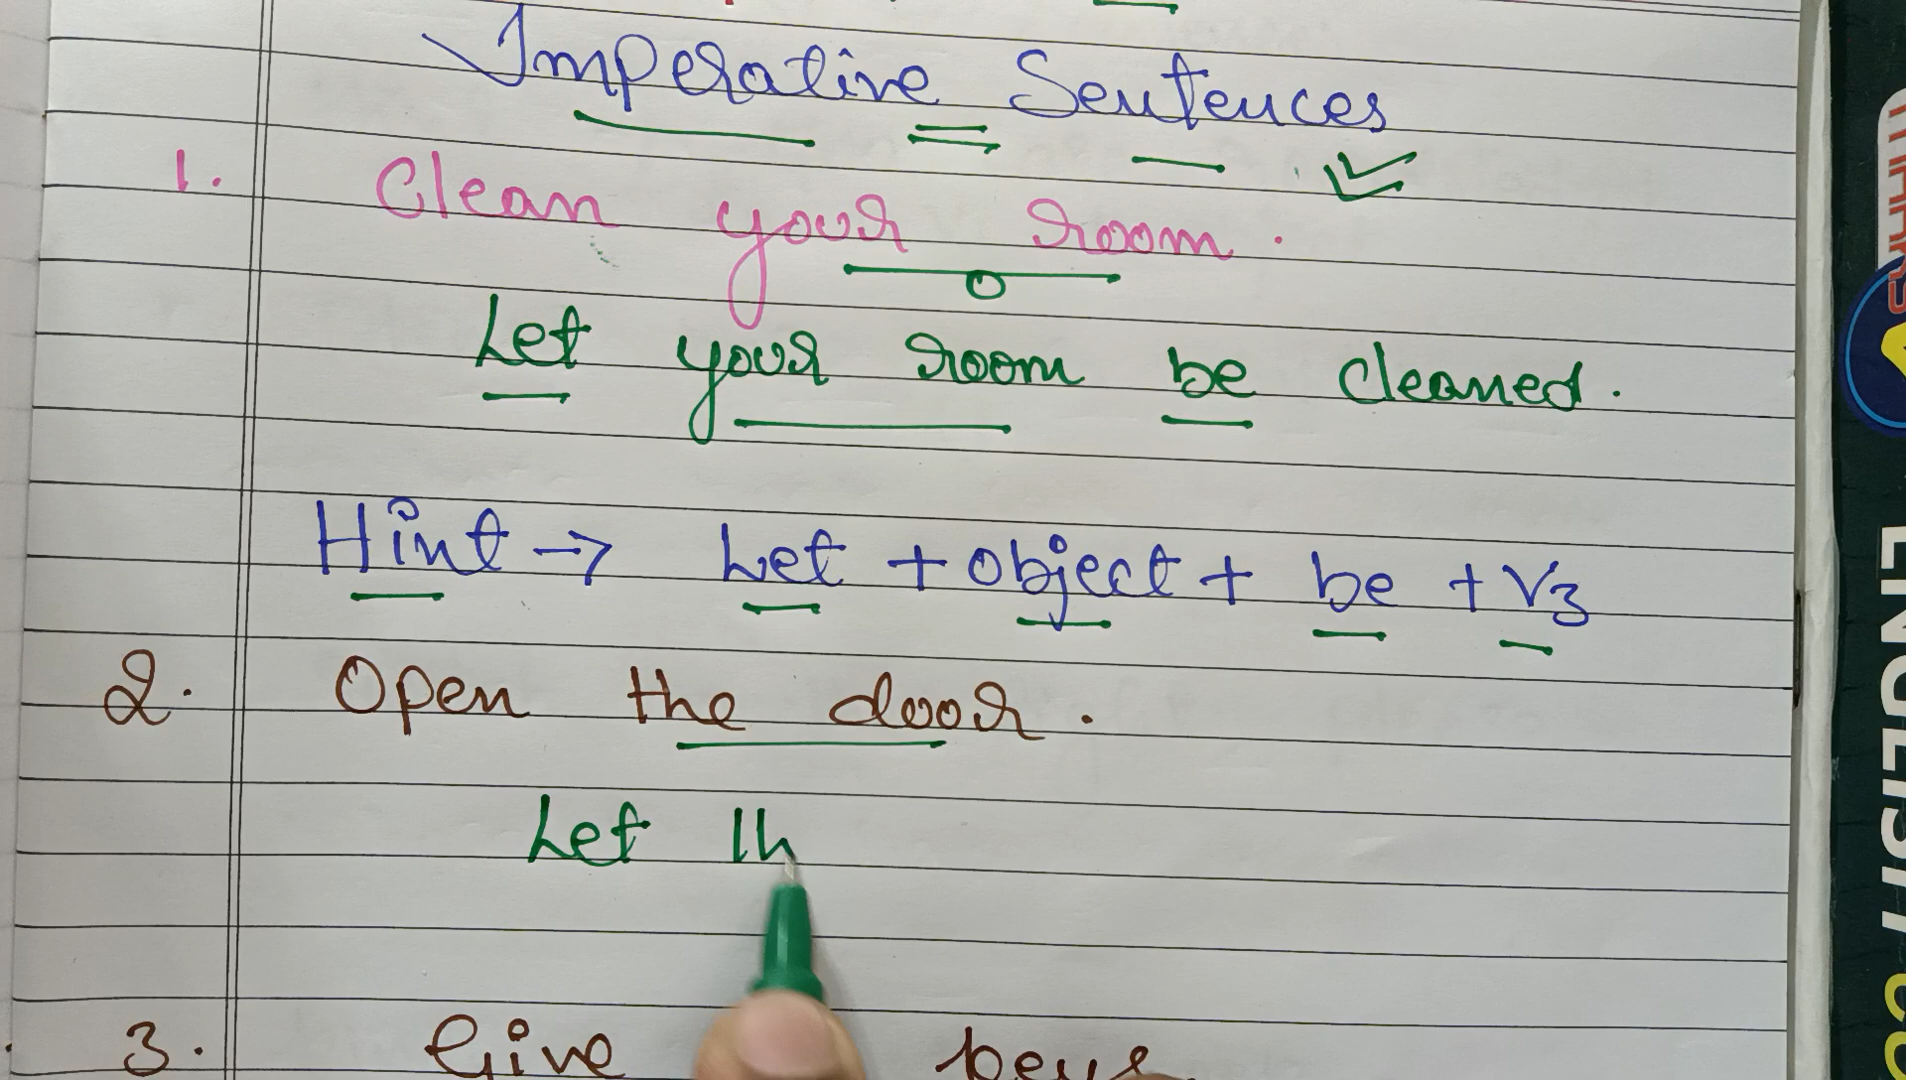 Imperative Sentences
1. Clean your room.
Let your room be cleaned.
Hint → Let + object + be + V3
2. Open the door.
Let th
3. Give
ENGLISH